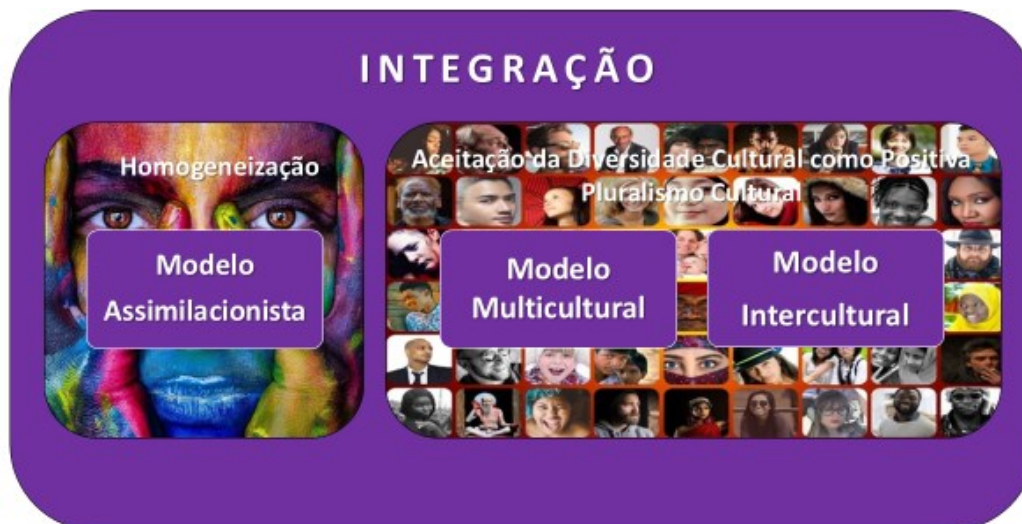 INTEGRAÇÃO
Homogeneização
Modelo
Assimilacionista
Aceitação da Diversidade Cultural como Positiva
Pluralismo Cultural
Modelo
Multicultural
Modelo
Intercultural